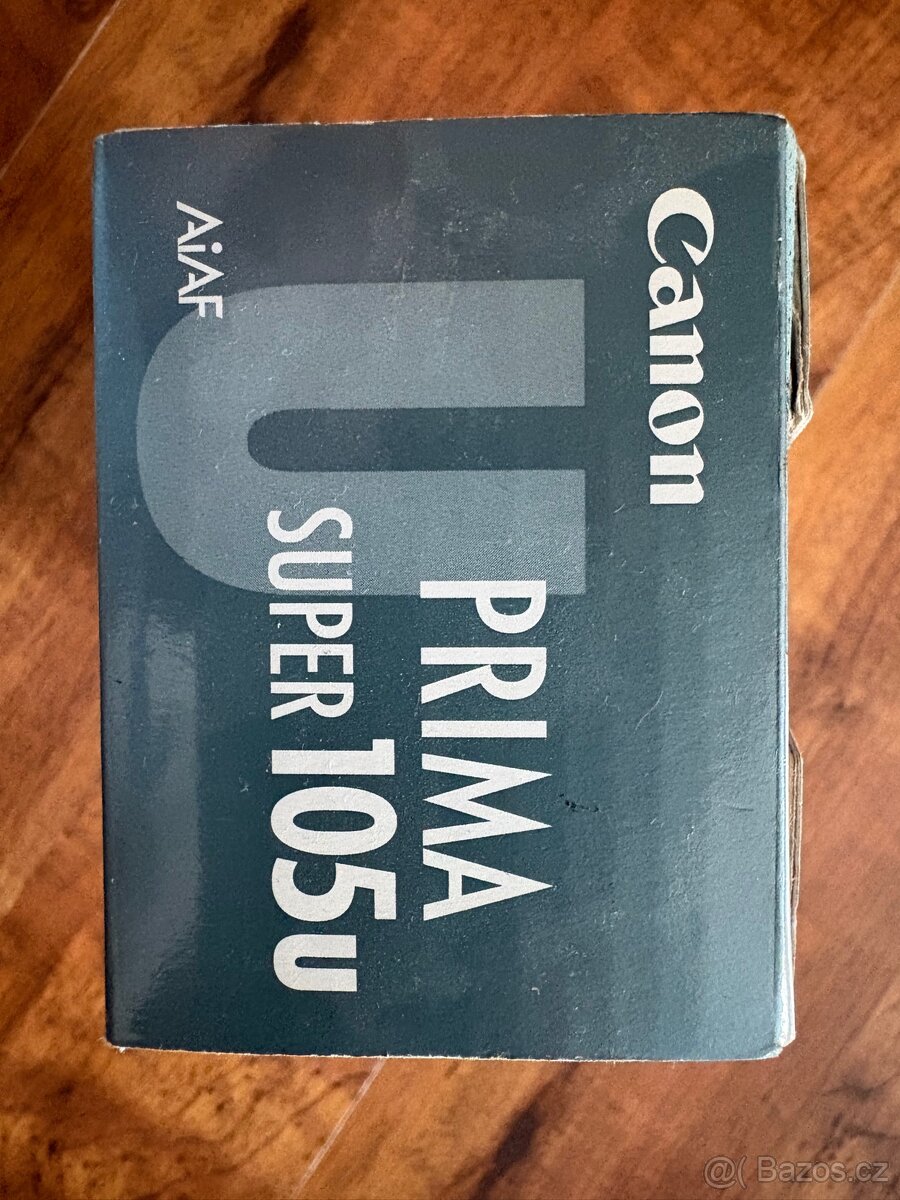 Canon
PRIMA
SUPER 105u
AiAF
U
@( Bazos.cz